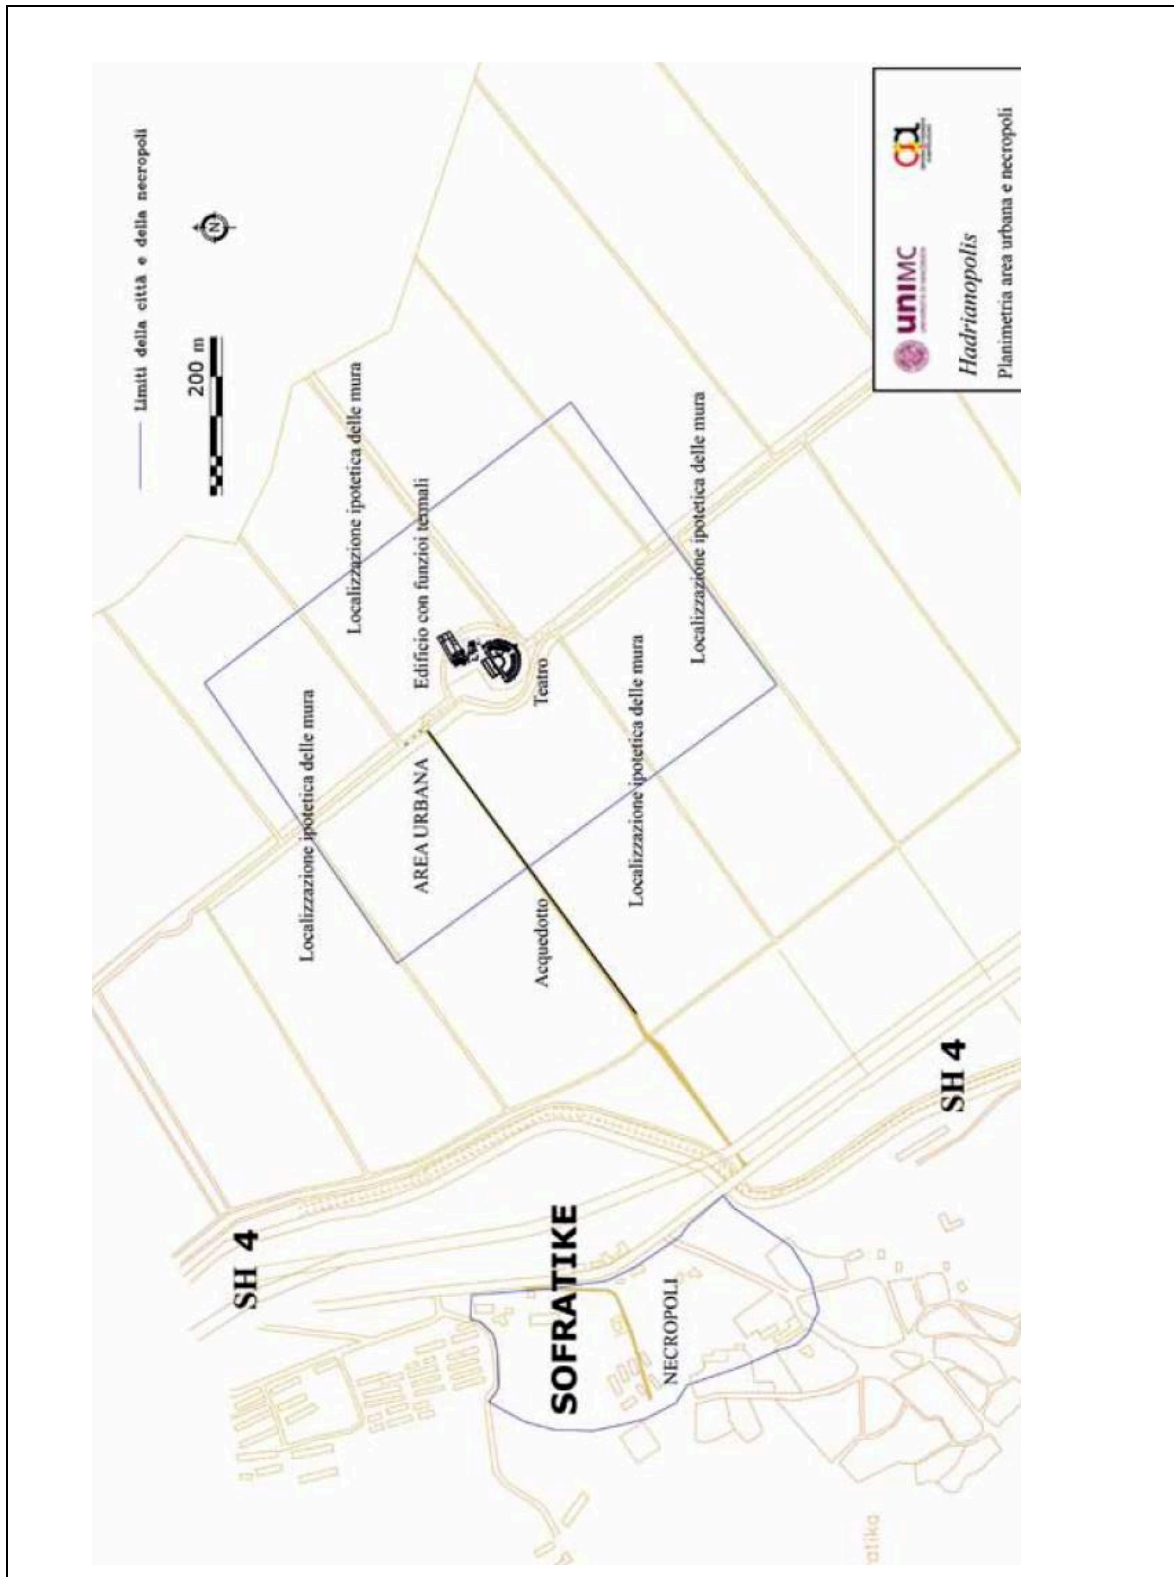 Limiti della città e della necropoli
N
200 m
Localizzazione ipotetica delle mura
Edificio con funzioi termali
Localizzazione ipotetica delle mura
Teatro
AREA URBANA
Localizzazione ipotetica delle mura
Acquedotto
Localizzazione ipotetica delle mura
SH 4
SH 4
SOFRATIKE
NECROPOLI
atika
UNIMC
Hadrianopolis
Planimetria area urbana e necropoli